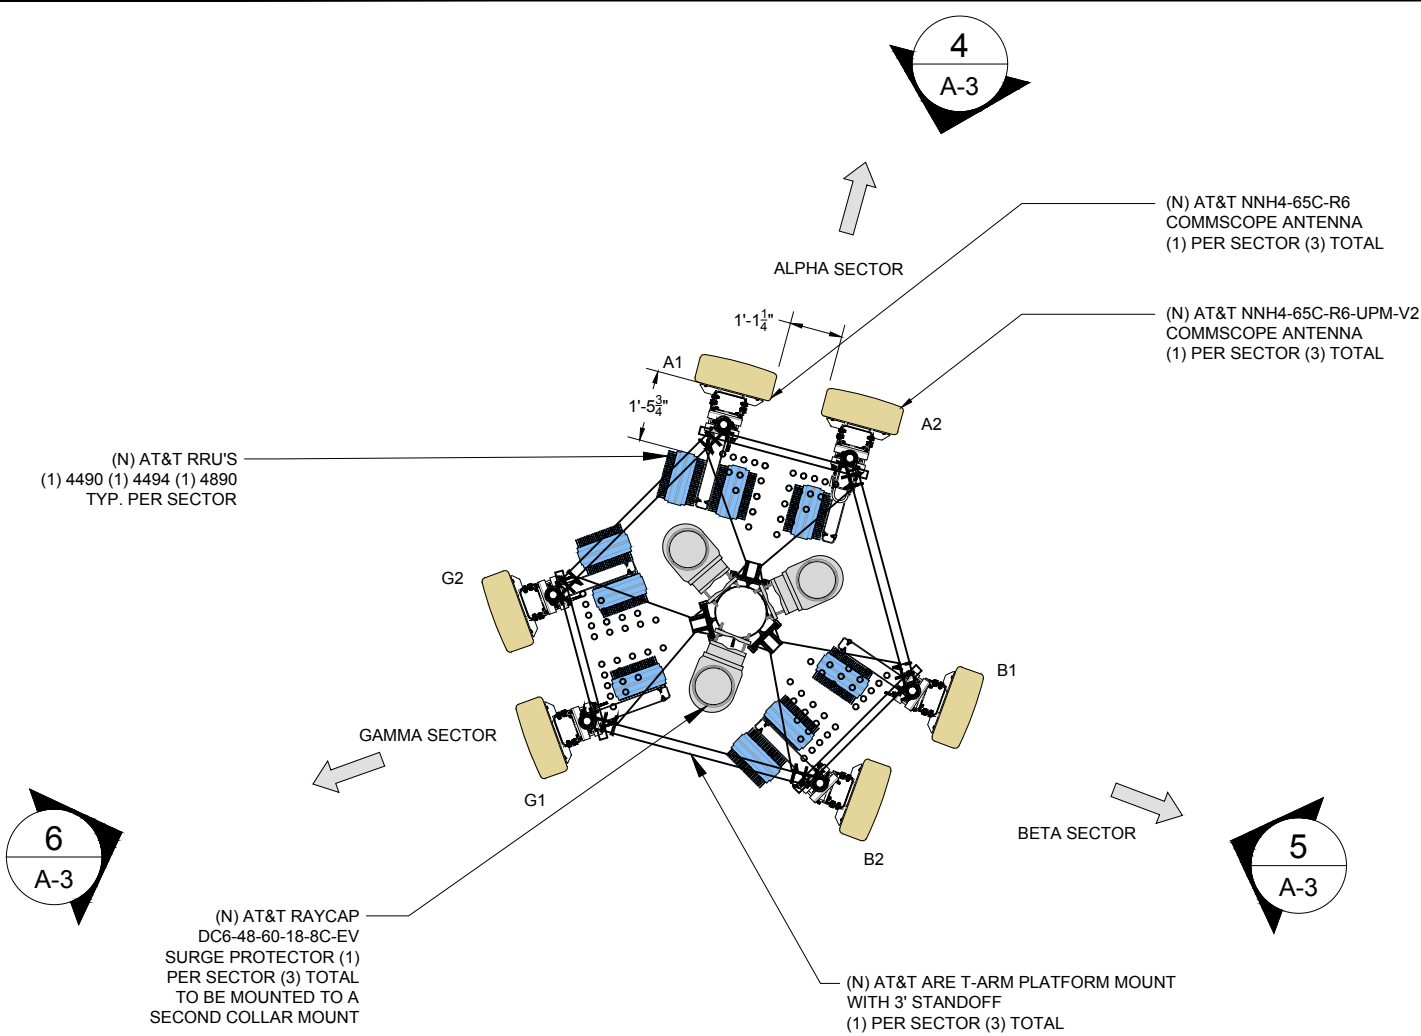 4
A-3
(N) AT&T NNH4-65C-R6
COMMSCOPE ANTENNA
(1) PER SECTOR (3) TOTAL
ALPHA SECTOR
(N) AT&T NNH4-65C-R6-UPM-V2
COMMSCOPE ANTENNA
(1) PER SECTOR (3) TOTAL
1'-1 1/4"
A1
1'-5 3/4"
A2
(N) AT&T RRU'S
(1) 4490 (1) 4494 (1) 4890
TYP. PER SECTOR
G2
B1
GAMMA SECTOR
G1
BETA SECTOR
B2
6
A-3
5
A-3
(N) AT&T RAYCAP
DC6-48-60-18-8C-EV
SURGE PROTECTOR (1)
PER SECTOR (3) TOTAL
TO BE MOUNTED TO A
SECOND COLLAR MOUNT
(N) AT&T ARE T-ARM PLATFORM MOUNT
WITH 3' STANDOFF
(1) PER SECTOR (3) TOTAL